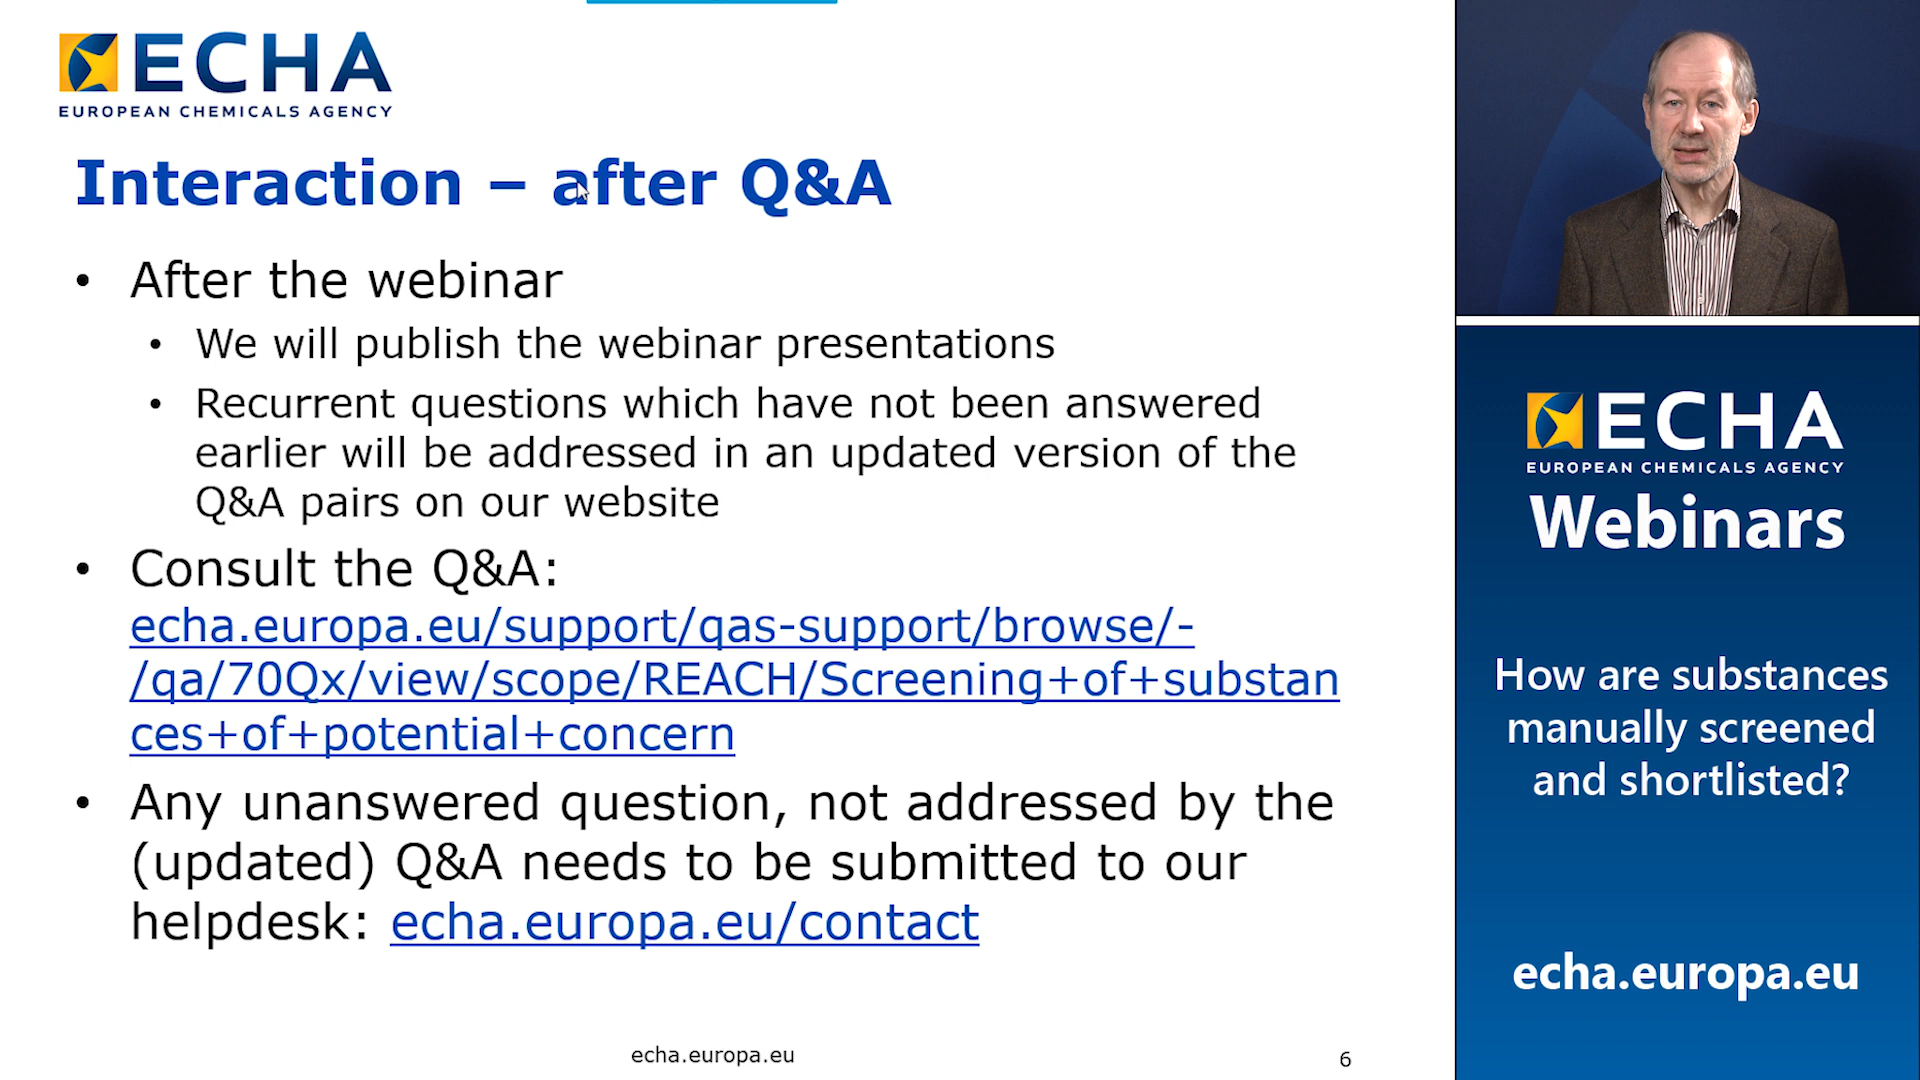 ECHA
EUROPEAN CHEMICALS AGENCY
Interaction – after Q&A
• After the webinar
• We will publish the webinar presentations
• Recurrent questions which have not been answered
earlier will be addressed in an updated version of the
Q&A pairs on our website
• Consult the Q&A:
echa.europa.eu/support/qas-support/browse/-
/qa/70Qx/view/scope/REACH/Screening+of+substan
ces+of+potential+concern
• Any unanswered question, not addressed by the
(updated) Q&A needs to be submitted to our
helpdesk: echa.europa.eu/contact
echa.europa.eu
6
ECHA
EUROPEAN CHEMICALS AGENCY
Webinars
How are substances
manually screened
and shortlisted?
echa.europa.eu